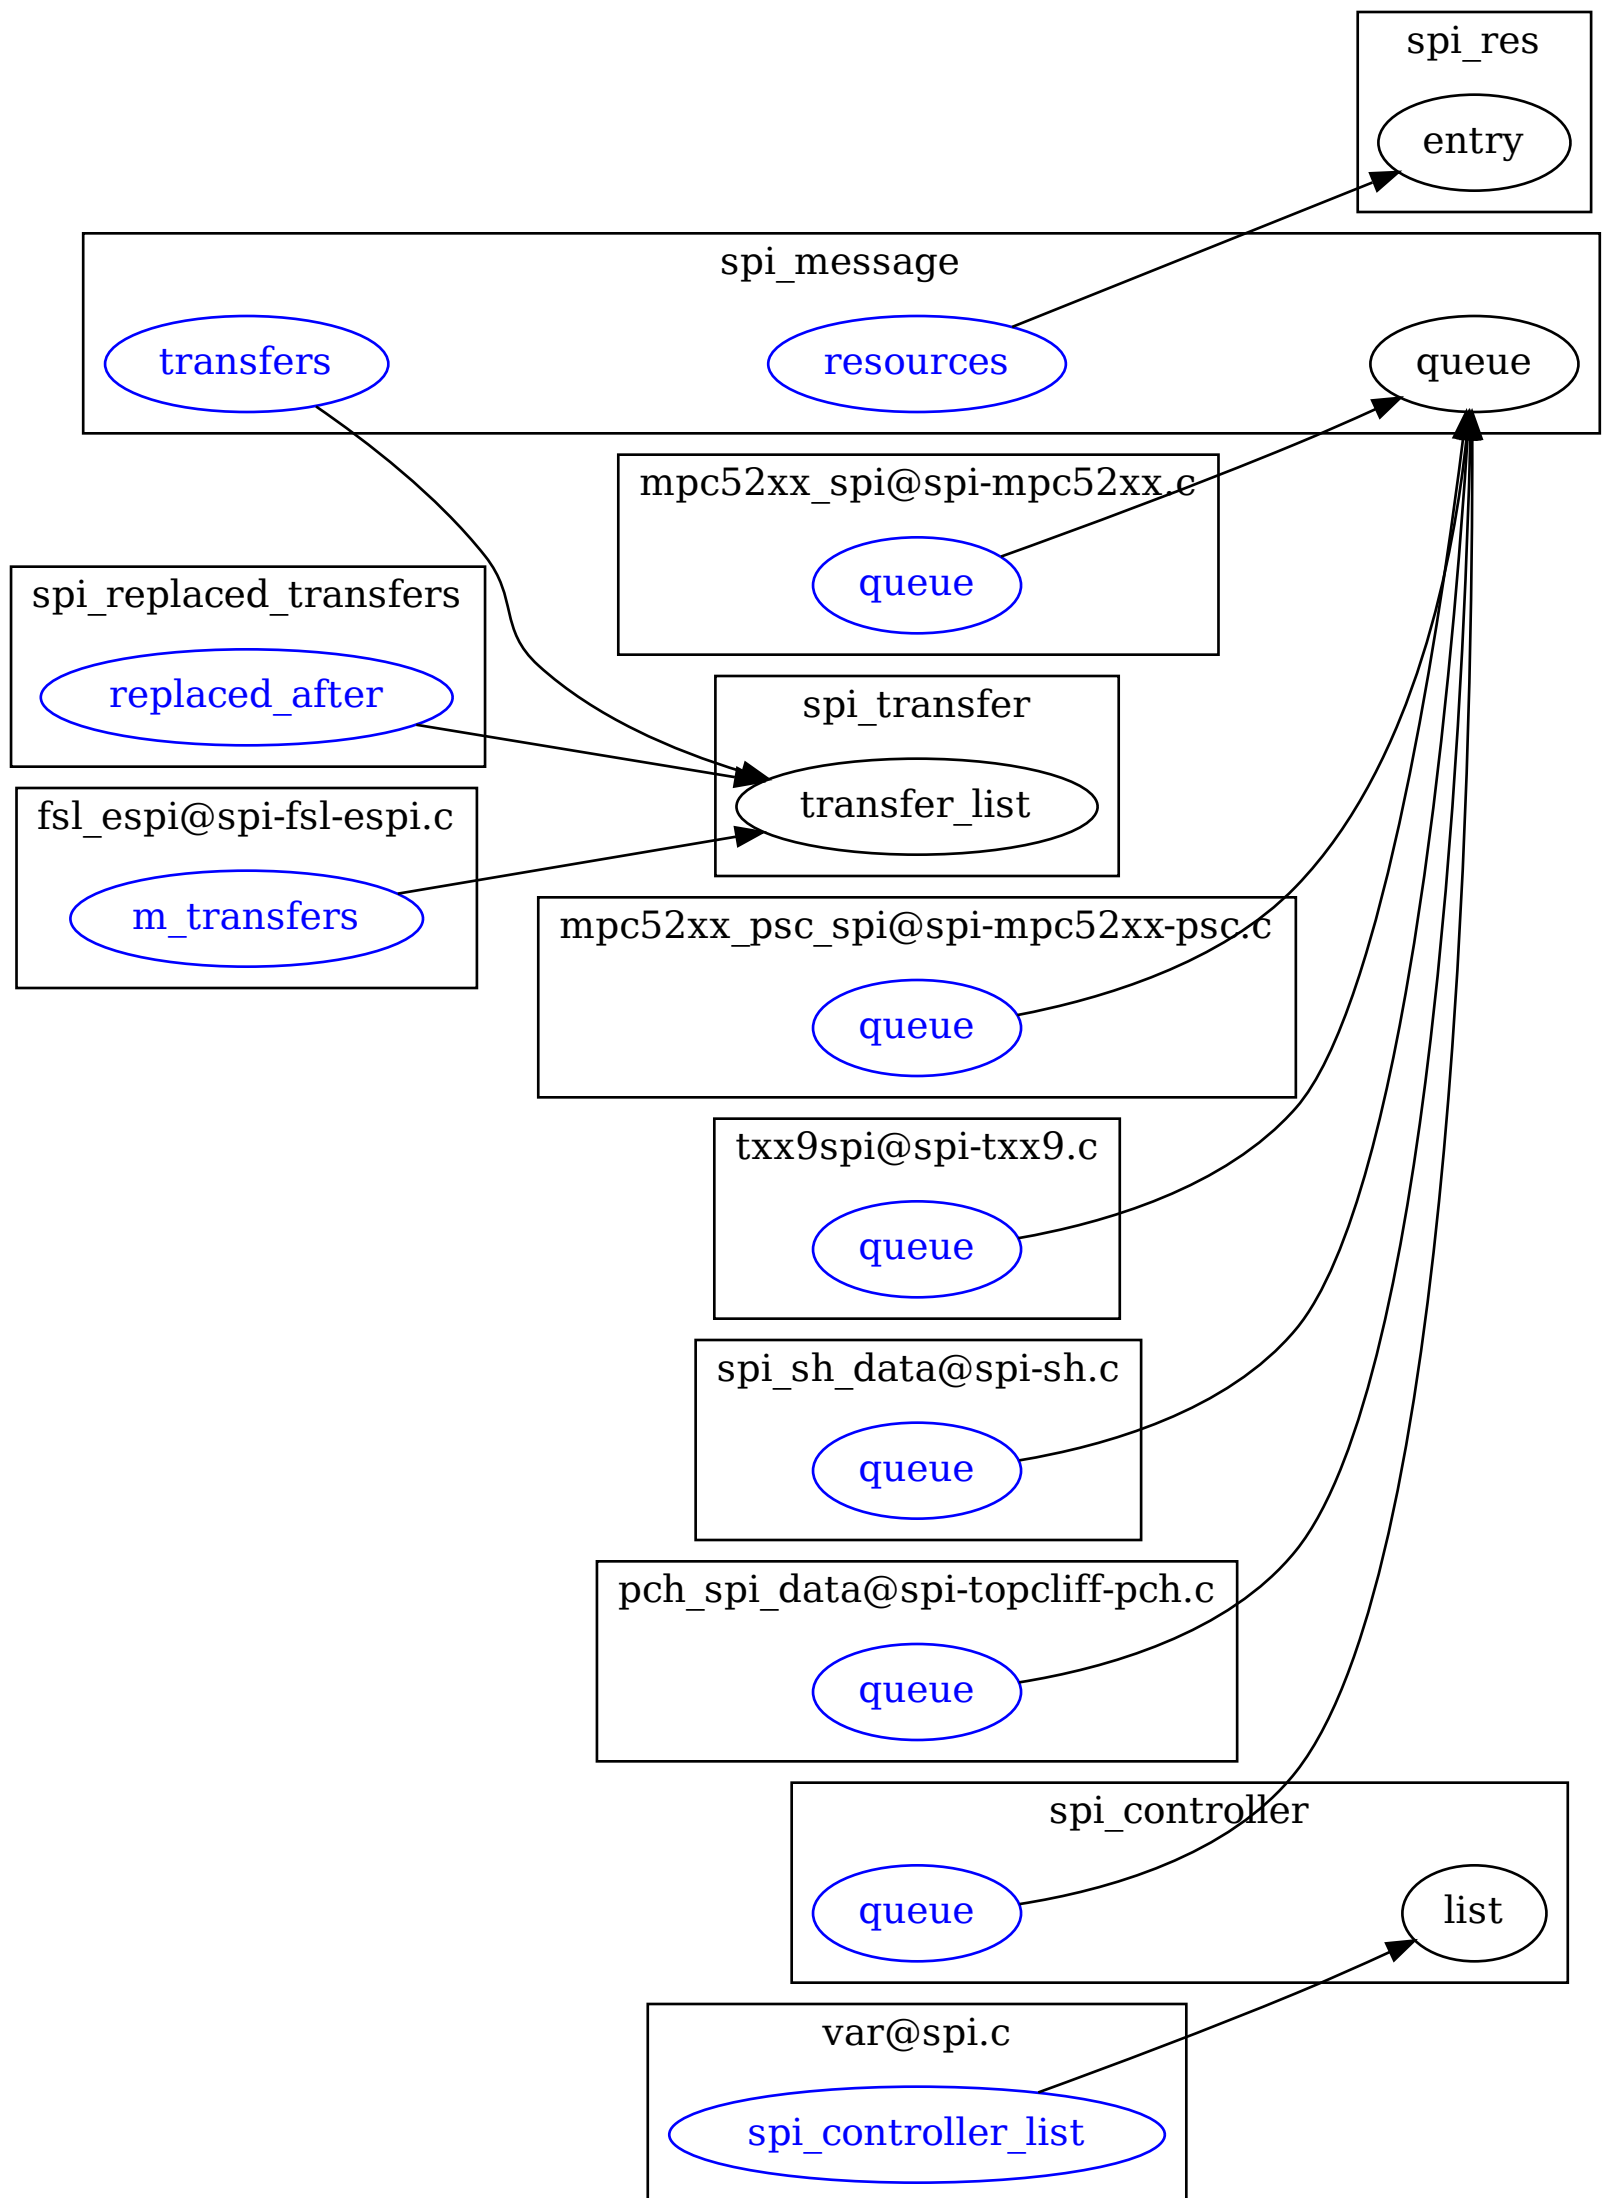 spi_res
entry
spi_message
transfers
resources
queue
mpc52xx_spi@spi-mpc52xx.c
queue
spi_replaced_transfers
replaced_after
spi_transfer
transfer_list
fsl_espi@spi-fsl-espi.c
m_transfers
mpc52xx_psc_spi@spi-mpc52xx-psc.c
queue
txx9spi@spi-txx9.c
queue
spi_sh_data@spi-sh.c
queue
pch_spi_data@spi-topcliff-pch.c
queue
spi_controller
queue
list
var@spi.c
spi_controller_list